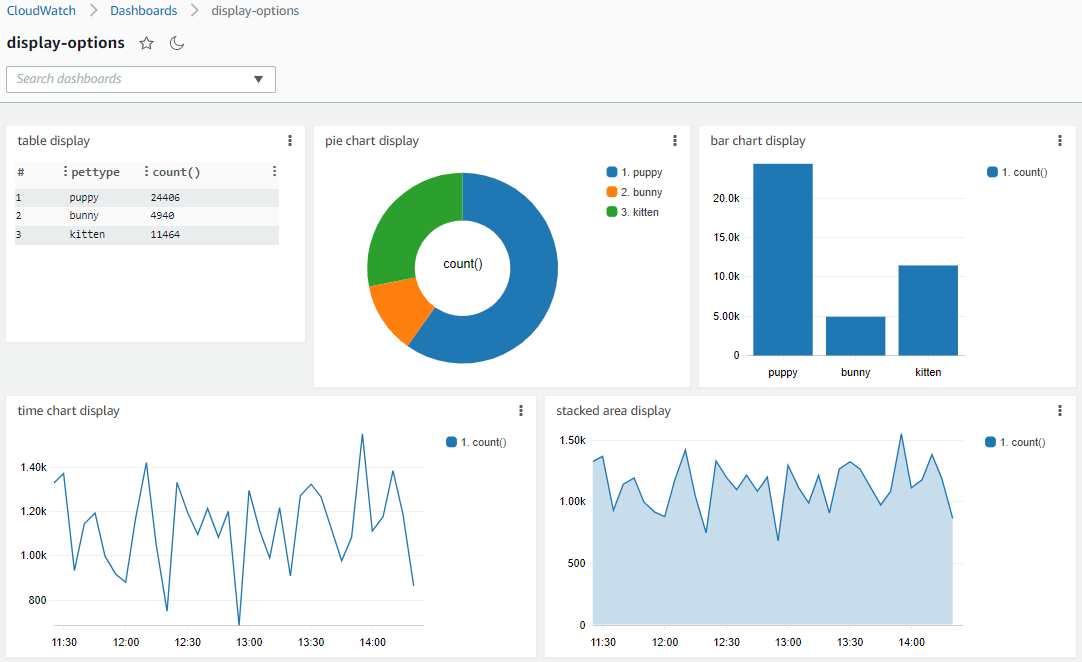 CloudWatch > Dashboards > display-options
display-options
Search dashboards
table display
# pettype count()
1 puppy 24406
2 bunny 4940
3 kitten 11464
pie chart display
count()
1. puppy
2. bunny
3. kitten
bar chart display
20.0k
15.0k
10.0k
5.00k
0
puppy bunny kitten
1. count()
time chart display
1.40k
1.20k
1.00k
800
11:30 12:00 12:30 13:00 13:30 14:00
1. count()
stacked area display
1.50k
1.00k
500
0
11:30 12:00 12:30 13:00 13:30 14:00
1. count()